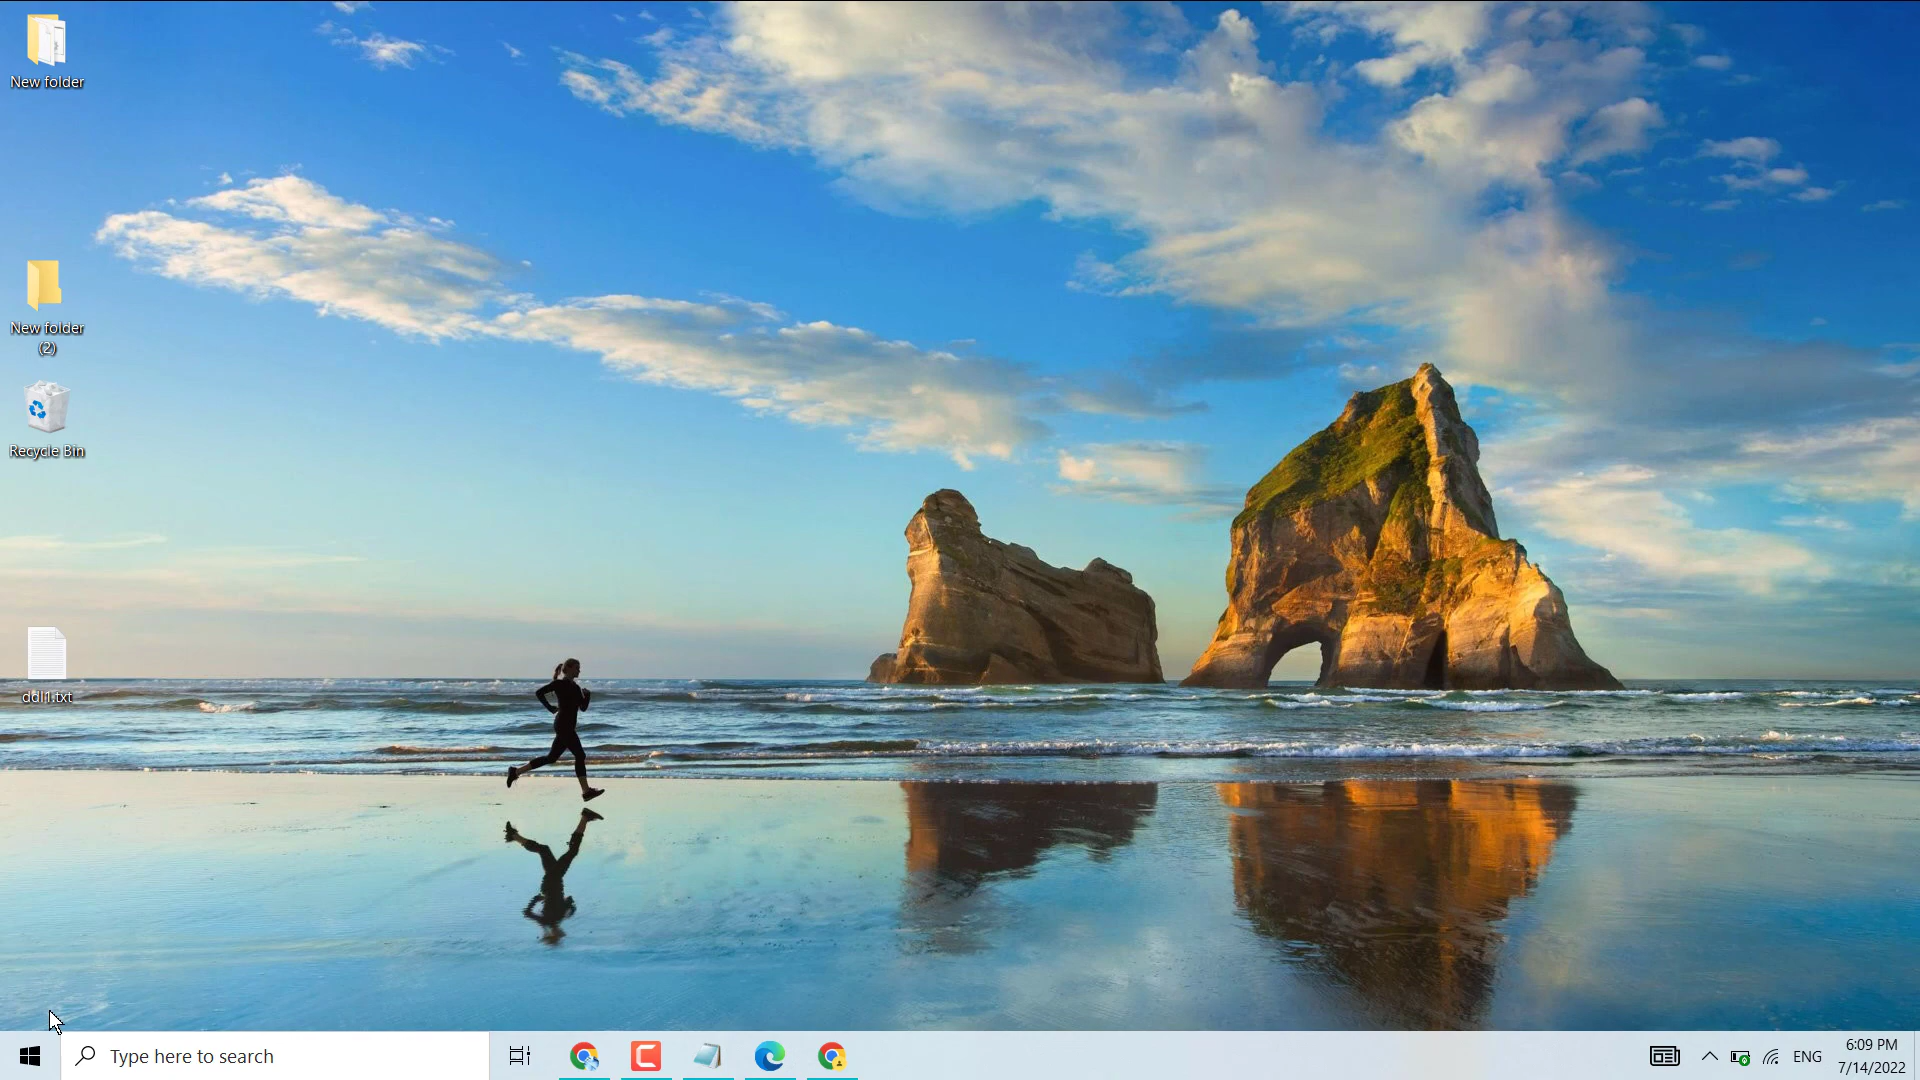 New folder
New folder
(2)
Recycle Bin
ddl1.txt
Type here to search
ENG
6:09 PM
7/14/2022